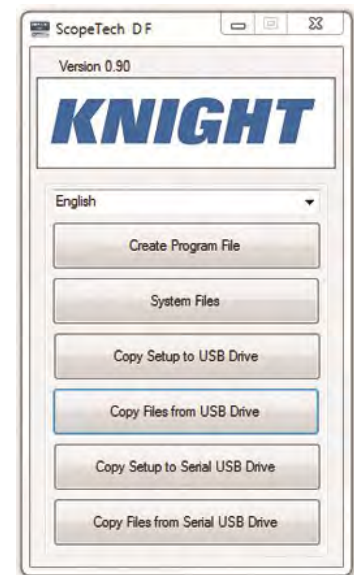 ScopeTech D F
Version 0.90
KNIGHT
English
Create Program File
System Files
Copy Setup to USB Drive
Copy Files from USB Drive
Copy Setup to Serial USB Drive
Copy Files from Serial USB Drive